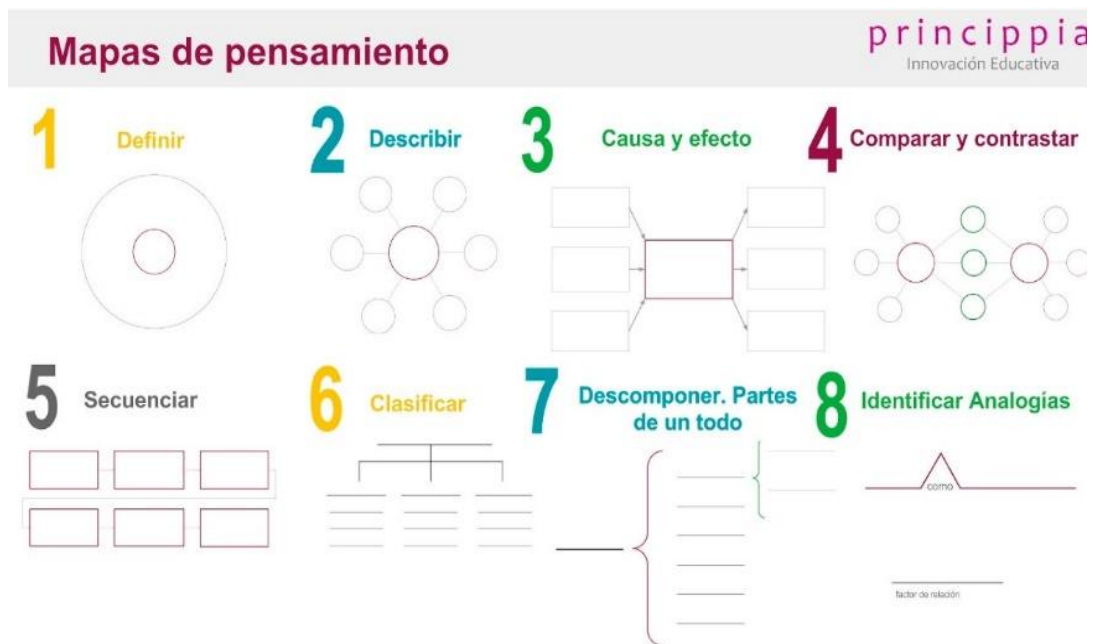 Mapas de pensamiento
princippia
Innovación Educativa
1 Definir
2 Describir
3 Causa y efecto
4 Comparar y contrastar
5 Secuenciar
6 Clasificar
7 Descomponer. Partes
de un todo
8 Identificar Analogías
como
factor de relación